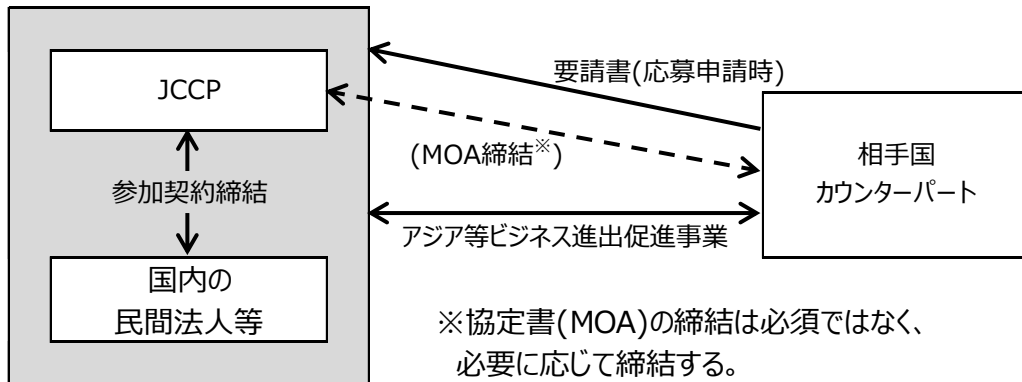 JCCP
参加契約締結
国内の
民間法人等
要請書(応募申請時)
(MOA締結※)
アジア等ビジネス進出促進事業
相手国
カウンターパート
※協定書(MOA)の締結は必須ではなく、
必要に応じて締結する。